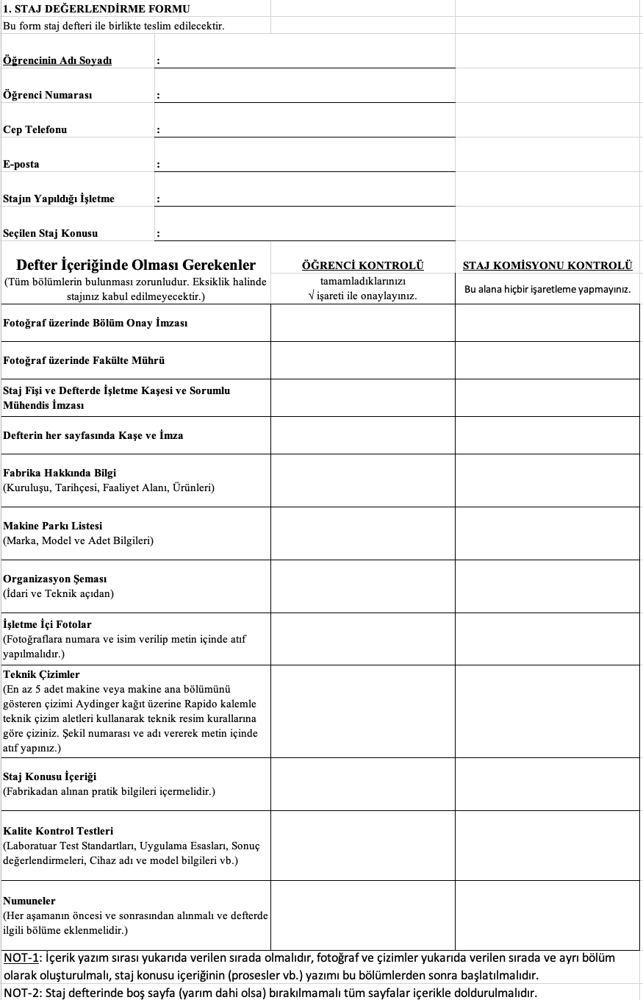 1. STAJ DEĞERLENDİRME FORMU
Bu form staj defteri ile birlikte teslim edilecektir.
Öğrencinin Adı Soyadı :
Öğrenci Numarası :
Cep Telefonu :
E-posta :
Stajın Yapıldığı İşletme :
Seçilen Staj Konusu :
Defter İçeriğinde Olması Gerekenler
(Tüm bölümlerin bulunması zorunludur. Eksiklik halinde
stajınız kabul edilmeyecektir.)
ÖĞRENCİ KONTROLÜ
tamamladıklarınızı
√ işareti ile onaylayınız.
STAJ KOMİSYONU KONTROLÜ
Bu alana hiçbir işaretleme yapmayınız.
Fotoğraf üzerinde Bölüm Onay İmzası
Fotoğraf üzerinde Fakülte Mührü
Staj Fişi ve Defterde İşletme Kaşesi ve Sorumlu
Mühendis İmzası
Defterin her sayfasında Kaşe ve İmza
Fabrika Hakkında Bilgi
(Kuruluşu, Tarihçesi, Faaliyet Alanı, Ürünleri)
Makine Parkı Listesi
(Marka, Model ve Adet Bilgileri)
Organizasyon Şeması
(İdari ve Teknik açıdan)
İşletme İçi Fotolar
(Fotoğraflara numara ve isim verilip metin içinde atıf
yapılmalıdır.)
Teknik Çizimler
(En az 5 adet makine veya makine ana bölümünü
gösteren çizimi Aydinger kağıt üzerine Rapido kalemle
teknik çizim aletleri kullanarak teknik resim kurallarına
göre çiziniz. Şekil numarası ve adı vererek metin içinde
atıf yapınız.)
Staj Konusu İçeriği
(Fabrikadan alınan pratik bilgileri içermelidir.)
Kalite Kontrol Testleri
(Laboratuar Test Standartları, Uygulama Esasları, Sonuç
değerlendirmeleri, Cihaz adı ve model bilgileri vb.)
Numuneler
(Her aşamanın öncesi ve sonrasından alınmalı ve defterde
ilgili bölüme eklenmelidir.)
NOT-1: İçerik yazım sırası yukarıda verilen sırada olmalıdır, fotoğraf ve çizimler yukarıda verilen sırada ve ayrı bölüm
olarak oluşturulmalı, staj konusu içeriğinin (prosesler vb.) yazımı bu bölümlerden sonra başlatılmalıdır.
NOT-2: Staj defterinde boş sayfa (yarım dahi olsa) bırakılmamalı tüm sayfalar içerikle doldurulmalıdır.